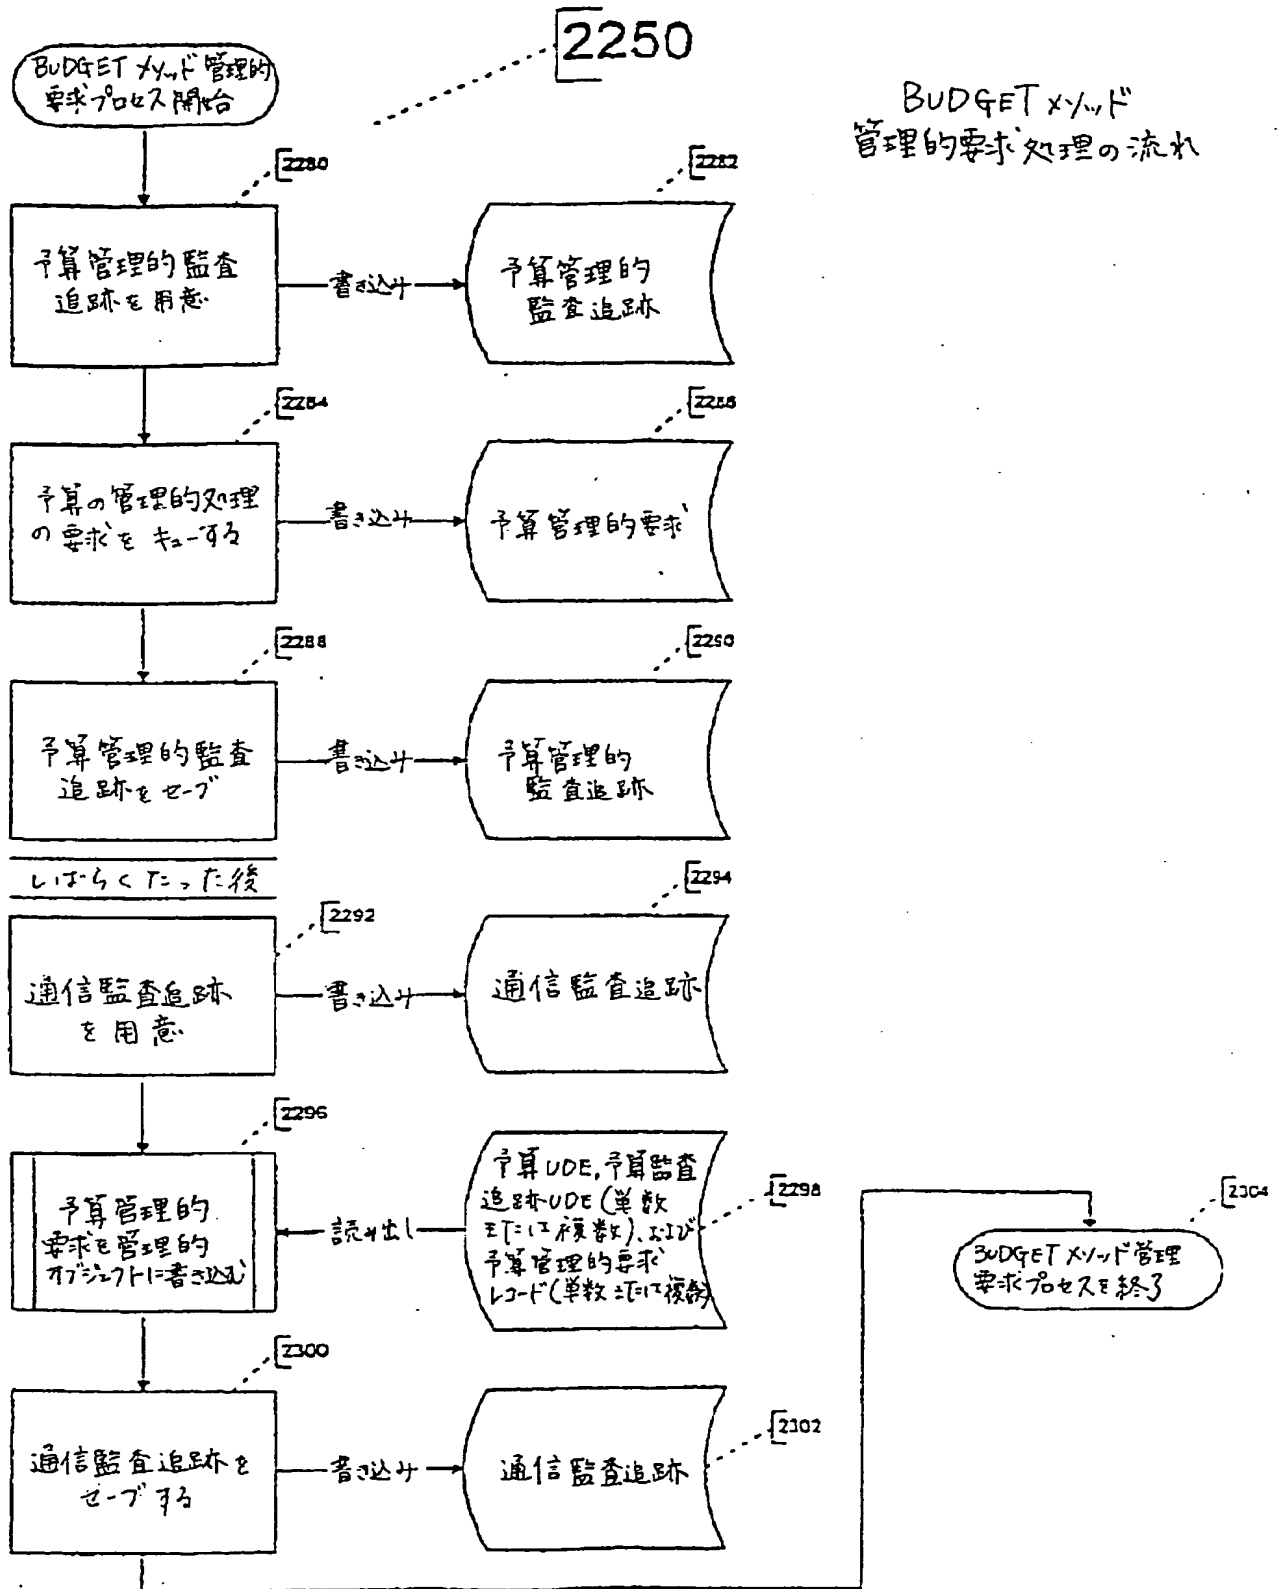 2250
BUDGETメソッド
管理的要求処理の流れ
BUDGETメソッド管理的
要求プロセス開始
2280
予算管理的監査
追跡を用意
書き込み
2282
予算管理的
監査追跡
2284
予算の管理的処理
の要求をキューする
書き込み
2286
予算管理的要求
2288
予算管理的監査
追跡をセーブ
書き込み
2290
予算管理的
監査追跡
しばらくたった後
2292
通信監査追跡
を用意
書き込み
2294
通信監査追跡
2296
予算管理的
要求を管理的
オブジェクトに書き込む
読み出し
2298
予算UDE,予算監査
追跡UDE(単数
または複数)、および
予算管理的要求
レコード(単数または複数)
2300
通信監査追跡を
セーブする
書き込み
2302
通信監査追跡
2304
BUDGETメソッド管理
要求プロセスを終了